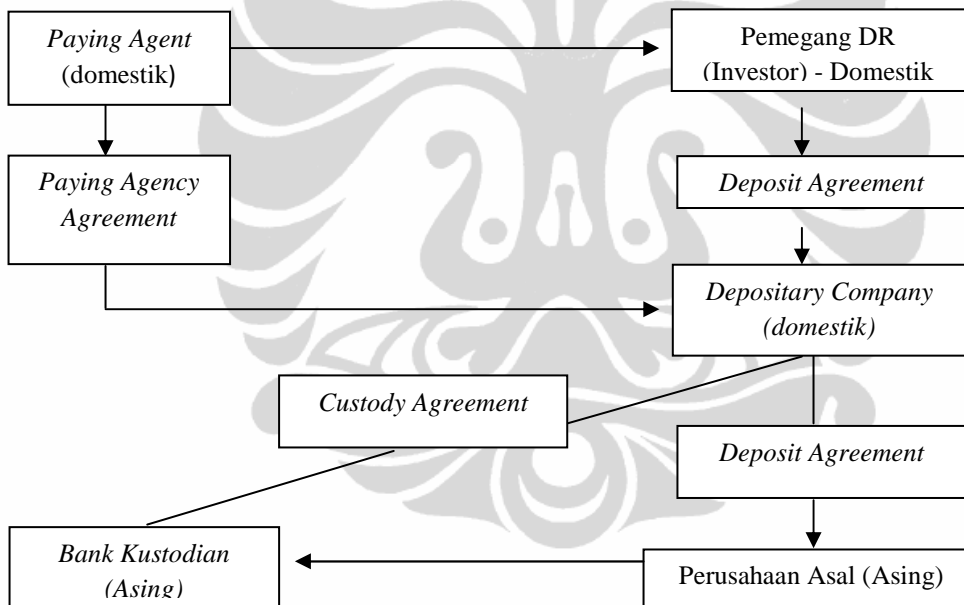 Paying Agent
(domestik)
Pemegang DR
(Investor) - Domestik
Paying Agency
Agreement
Deposit Agreement
Depositary Company
(domestik)
Custody Agreement
Deposit Agreement
Bank Kustodian
(Asing)
Perusahaan Asal (Asing)